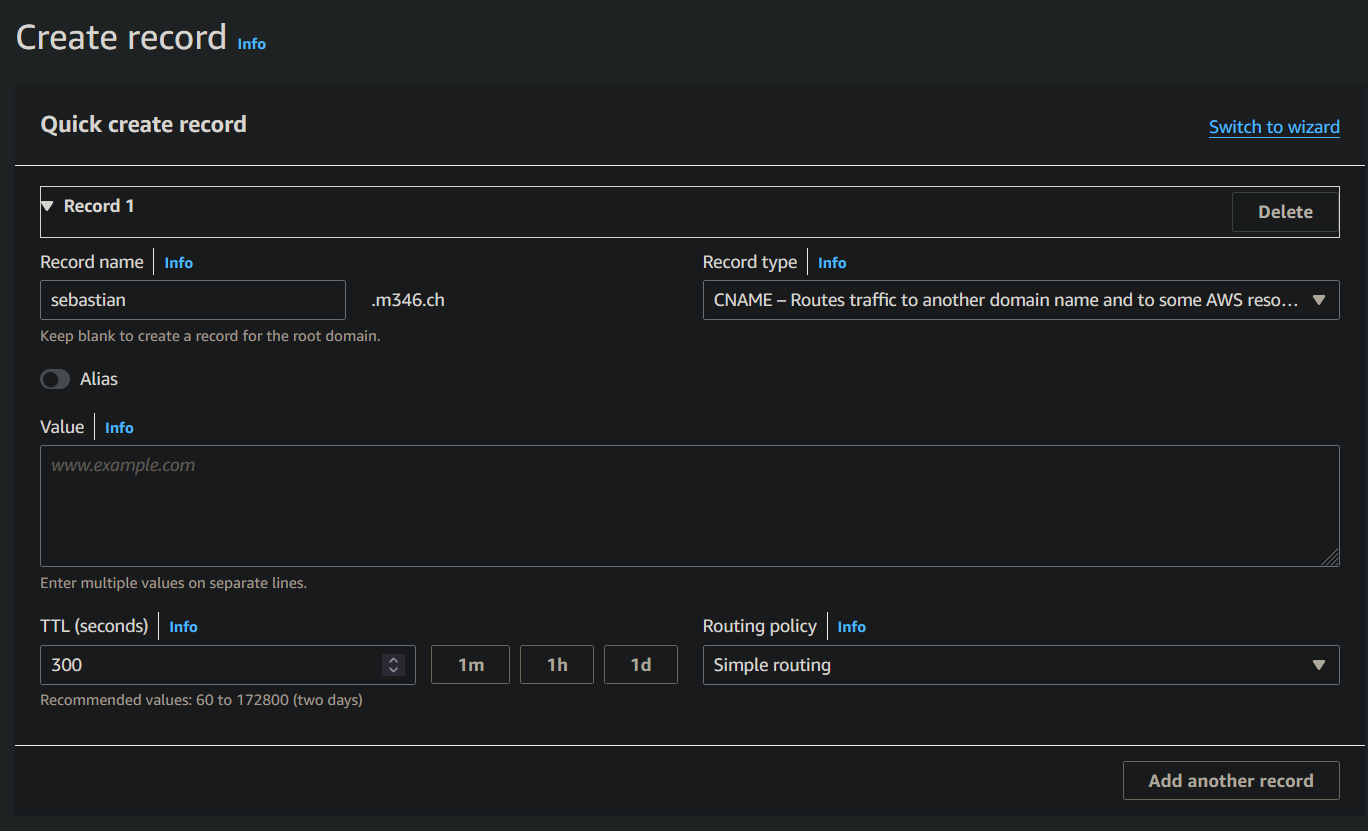 Create record Info
Quick create record
Switch to wizard
Record 1
Delete
Record name Info
Record type Info
sebastian .m346.ch
CNAME – Routes traffic to another domain name and to some AWS reso...
Keep blank to create a record for the root domain.
Alias
Value Info
www.example.com
Enter multiple values on separate lines.
TTL (seconds) Info
Routing policy Info
300 1m 1h 1d
Simple routing
Recommended values: 60 to 172800 (two days)
Add another record